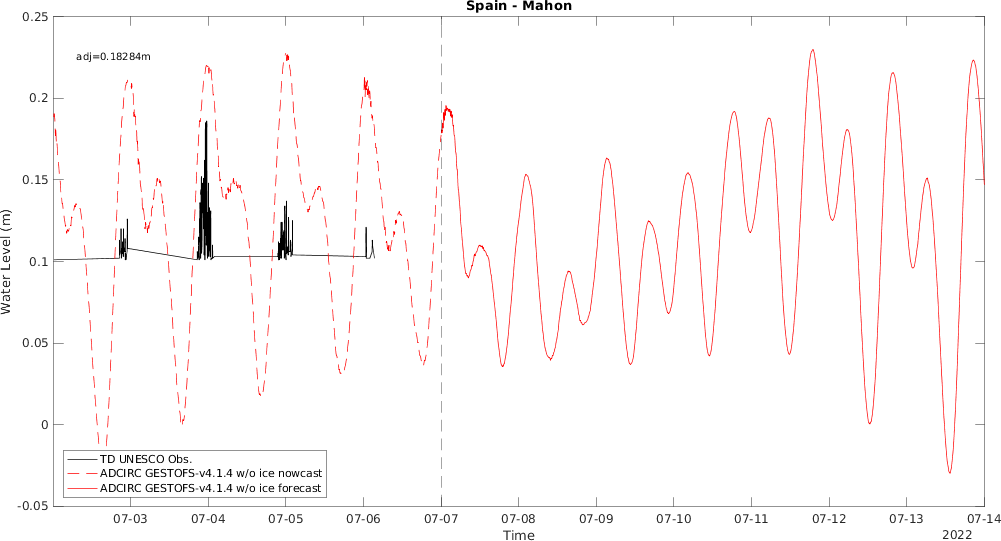 Spain - Mahon
adj=0.18284m
0.25
0.2
0.15
0.1
0.05
0
-0.05
Water Level (m)
TD UNESCO Obs.
ADCIRC GESTOFS-v4.1.4 w/o ice nowcast
ADCIRC GESTOFS-v4.1.4 w/o ice forecast
07-03 07-04 07-05 07-06 07-07 07-08 07-09 07-10 07-11 07-12 07-13 07-14
Time
2022